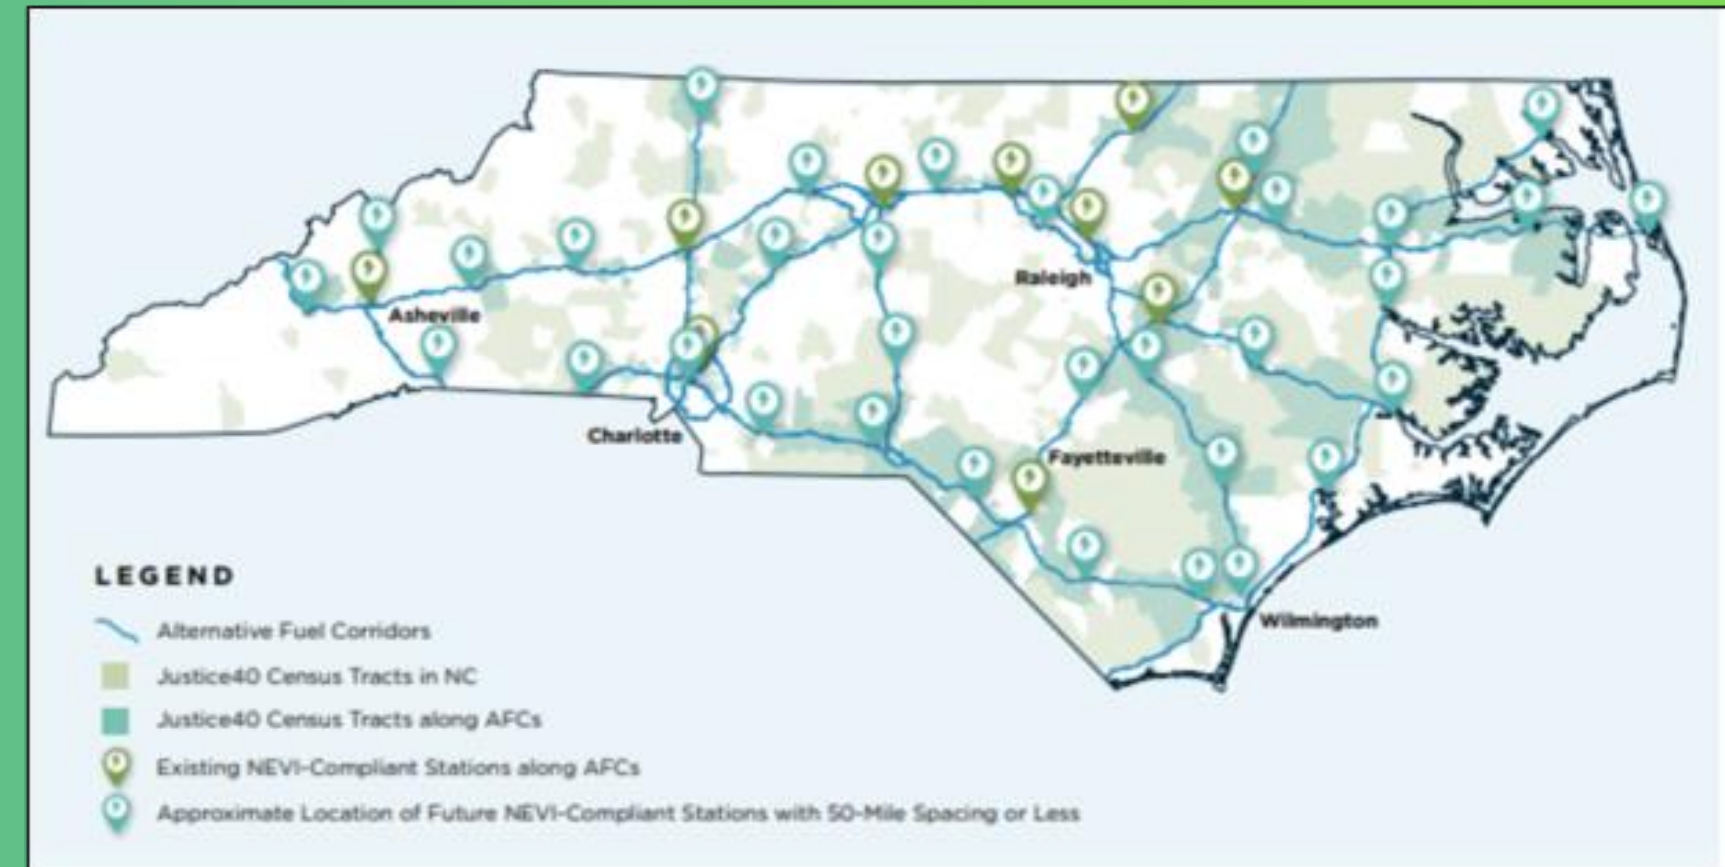 Raleigh
Asheville
Charlotte
Fayetteville
Wilmington
LEGEND
Alternative Fuel Corridors
Justice40 Census Tracts in NC
Justice40 Census Tracts along AFCs
Existing NEVI-Compliant Stations along AFCs
Approximate Location of Future NEVI-Compliant Stations with 50-Mile Spacing or Less